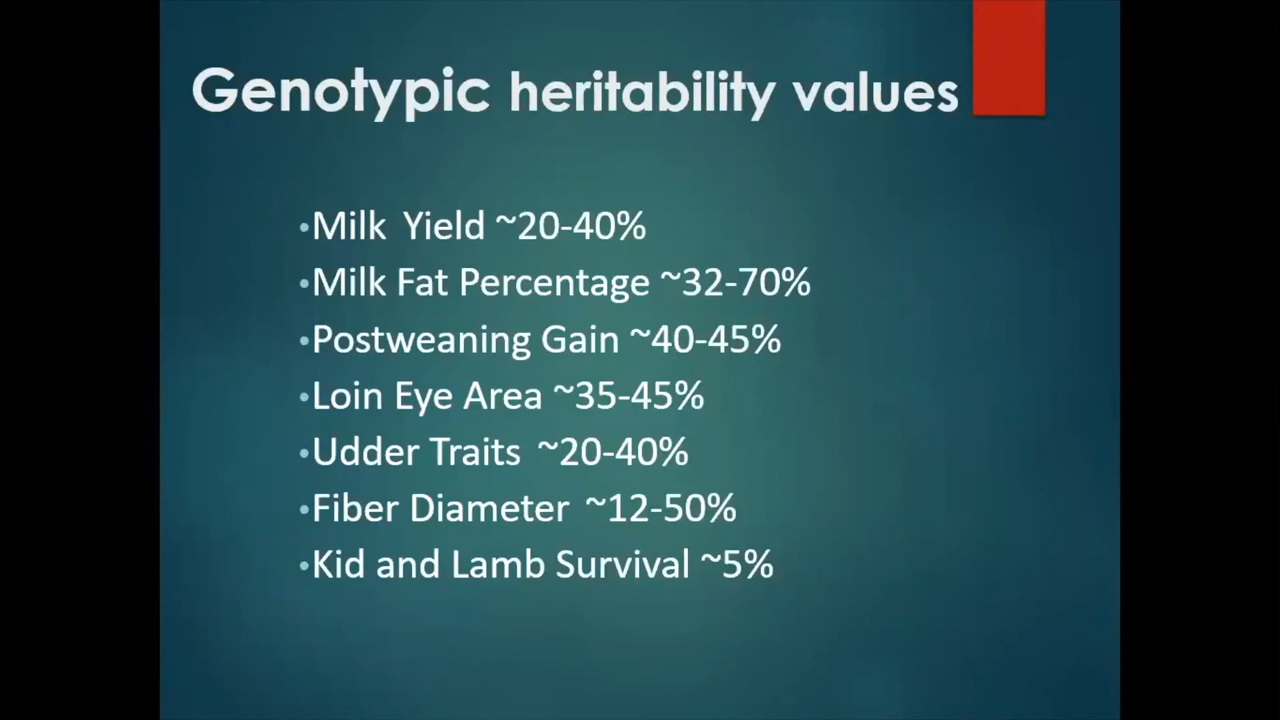 Genotypic heritability values
•Milk Yield ~20-40%
•Milk Fat Percentage ~32-70%
•Postweaning Gain ~40-45%
•Loin Eye Area ~35-45%
•Udder Traits ~20-40%
•Fiber Diameter ~12-50%
•Kid and Lamb Survival ~5%